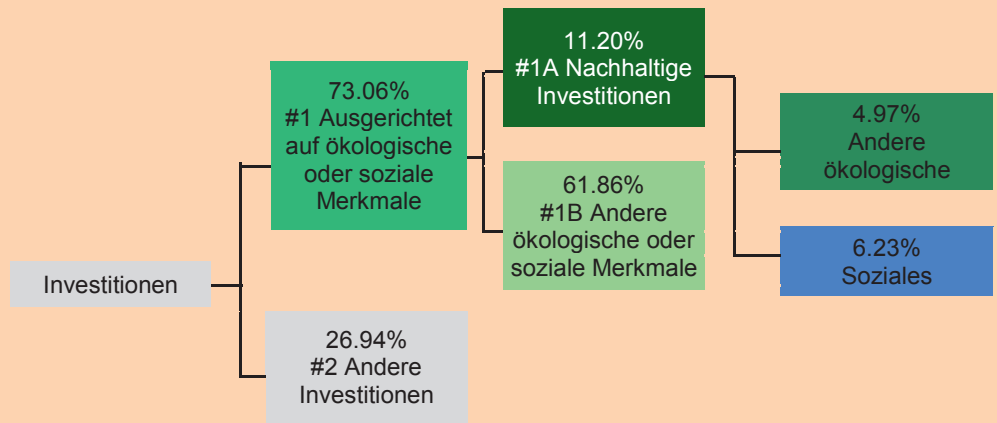 Investitionen
73.06%
#1 Ausgerichtet
auf ökologische
oder soziale
Merkmale
26.94%
#2 Andere
Investitionen
11.20%
#1A Nachhaltige
Investitionen
61.86%
#1B Andere
ökologische oder
soziale Merkmale
4.97%
Andere
ökologische
6.23%
Soziales